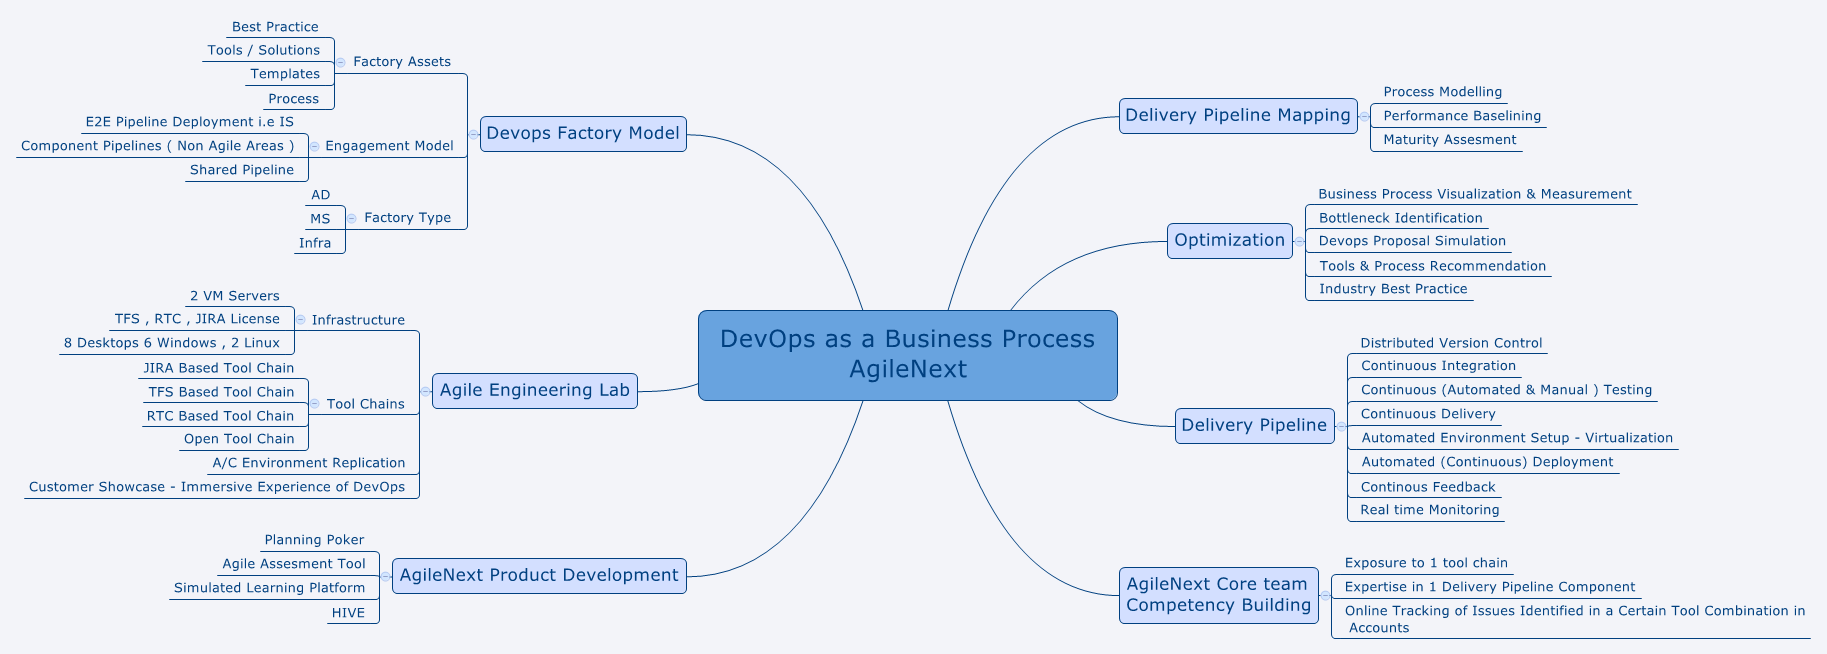 DevOps as a Business Process
AgileNext
Devops Factory Model
Factory Assets
Best Practice
Tools / Solutions
Templates
Process
Engagement Model
E2E Pipeline Deployment i.e IS
Component Pipelines ( Non Agile Areas )
Shared Pipeline
Factory Type
AD
MS
Infra
Agile Engineering Lab
Infrastructure
2 VM Servers
TFS , RTC , JIRA License
8 Desktops 6 Windows , 2 Linux
Tool Chains
JIRA Based Tool Chain
TFS Based Tool Chain
RTC Based Tool Chain
Open Tool Chain
A/C Environment Replication
Customer Showcase - Immersive Experience of DevOps
AgileNext Product Development
Planning Poker
Agile Assesment Tool
Simulated Learning Platform
HIVE
Delivery Pipeline Mapping
Process Modelling
Performance Baselining
Maturity Assesment
Optimization
Business Process Visualization & Measurement
Bottleneck Identification
Devops Proposal Simulation
Tools & Process Recommendation
Industry Best Practice
Delivery Pipeline
Distributed Version Control
Continuous Integration
Continuous (Automated & Manual ) Testing
Continuous Delivery
Automated Environment Setup - Virtualization
Automated (Continuous) Deployment
Continous Feedback
Real time Monitoring
AgileNext Core team
Competency Building
Exposure to 1 tool chain
Expertise in 1 Delivery Pipeline Component
Online Tracking of Issues Identified in a Certain Tool Combination in
Accounts